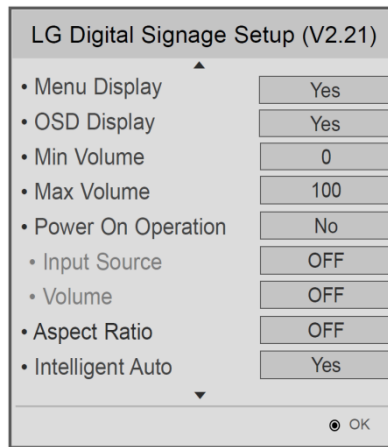 LG Digital Signage Setup (V2.21)
• Menu Display Yes
• OSD Display Yes
• Min Volume 0
• Max Volume 100
• Power On Operation No
• Input Source OFF
• Volume OFF
• Aspect Ratio OFF
• Intelligent Auto Yes
OK